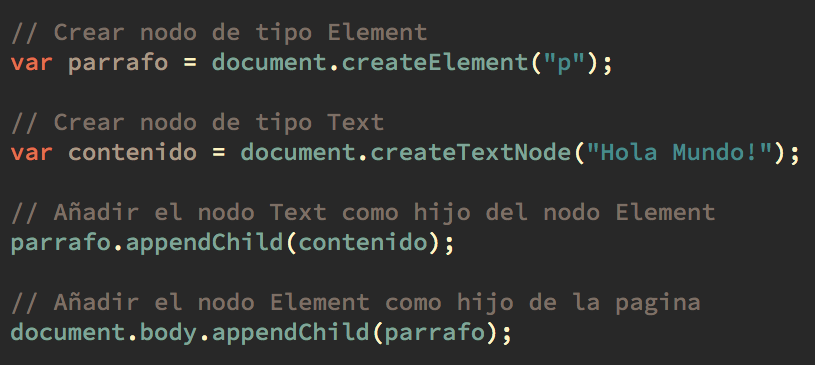 // Crear nodo de tipo Element
var parrafo = document.createElement("p");
// Crear nodo de tipo Text
var contenido = document.createTextNode("Hola Mundo!");
// Añadir el nodo Text como hijo del nodo Element
parrafo.appendChild(contenido);
// Añadir el nodo Element como hijo de la pagina
document.body.appendChild(parrafo);